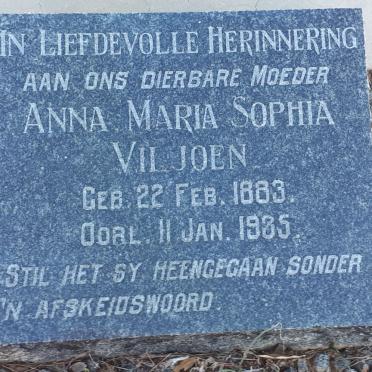 In Liefdevolle Herinnering
aan ons dierbare Moeder
Anna Maria Sophia
Viljoen
Geb. 22 Feb. 1883.
Oorl. 11 Jan. 1935.
Stil het sy heengegaan sonder
'n afskeidswoord.